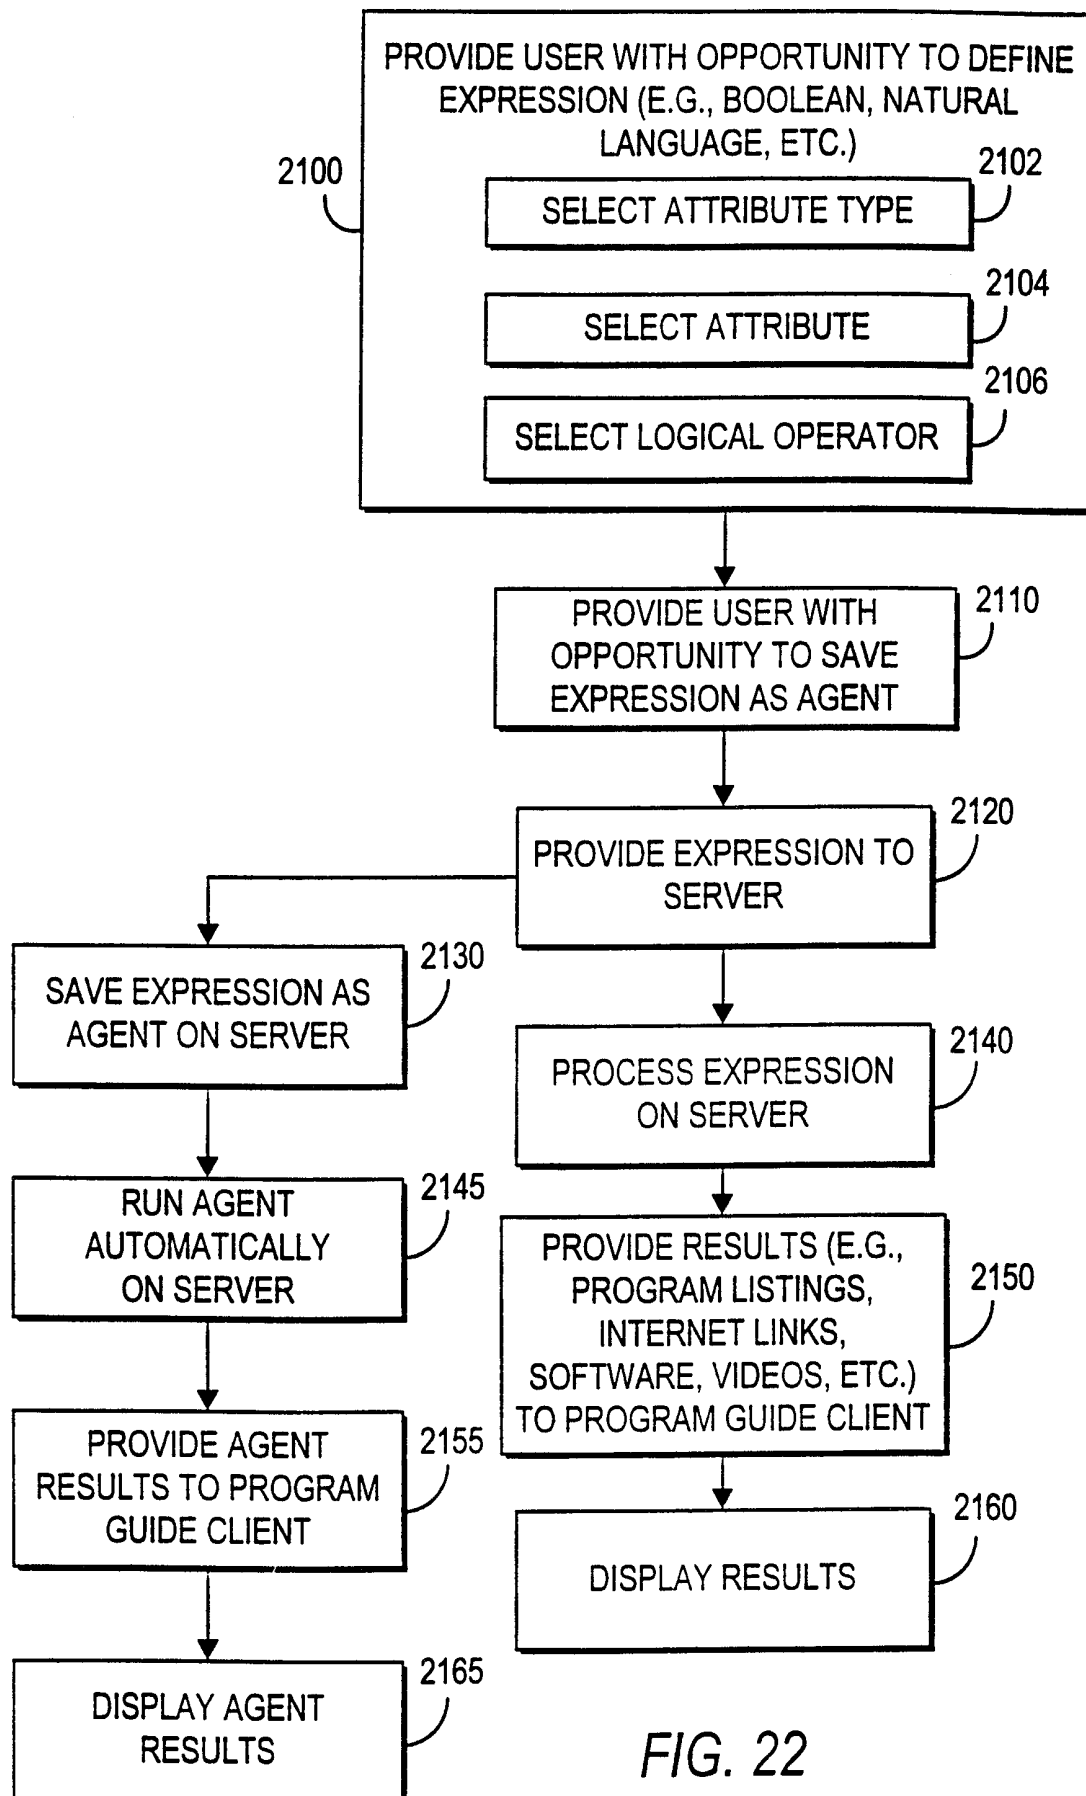 PROVIDE USER WITH OPPORTUNITY TO DEFINE
EXPRESSION (E.G., BOOLEAN, NATURAL
LANGUAGE, ETC.)
2100
2102
SELECT ATTRIBUTE TYPE
2104
SELECT ATTRIBUTE
2106
SELECT LOGICAL OPERATOR
2110
PROVIDE USER WITH
OPPORTUNITY TO SAVE
EXPRESSION AS AGENT
2120
PROVIDE EXPRESSION TO
SERVER
2130
SAVE EXPRESSION AS
AGENT ON SERVER
2140
PROCESS EXPRESSION
ON SERVER
2145
RUN AGENT
AUTOMATICALLY
ON SERVER
2150
PROVIDE RESULTS (E.G.,
PROGRAM LISTINGS,
INTERNET LINKS,
SOFTWARE, VIDEOS, ETC.)
TO PROGRAM GUIDE CLIENT
2155
PROVIDE AGENT
RESULTS TO PROGRAM
GUIDE CLIENT
2160
DISPLAY RESULTS
2165
DISPLAY AGENT
RESULTS
FIG. 22